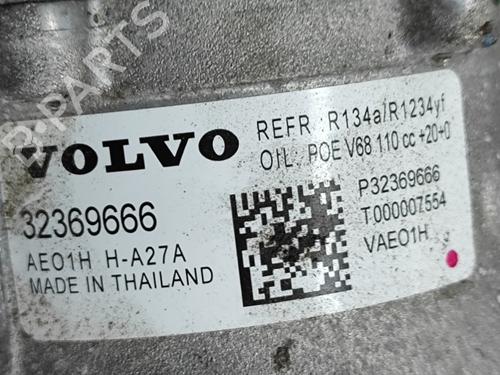 B-PARTS
VOLVO
REFR. R134a/R1234yf
OIL: POE V68 110 cc +20+0
32369666
AE01H H-A27A
MADE IN THAILAND
P32369666
T000007554
VAE01H